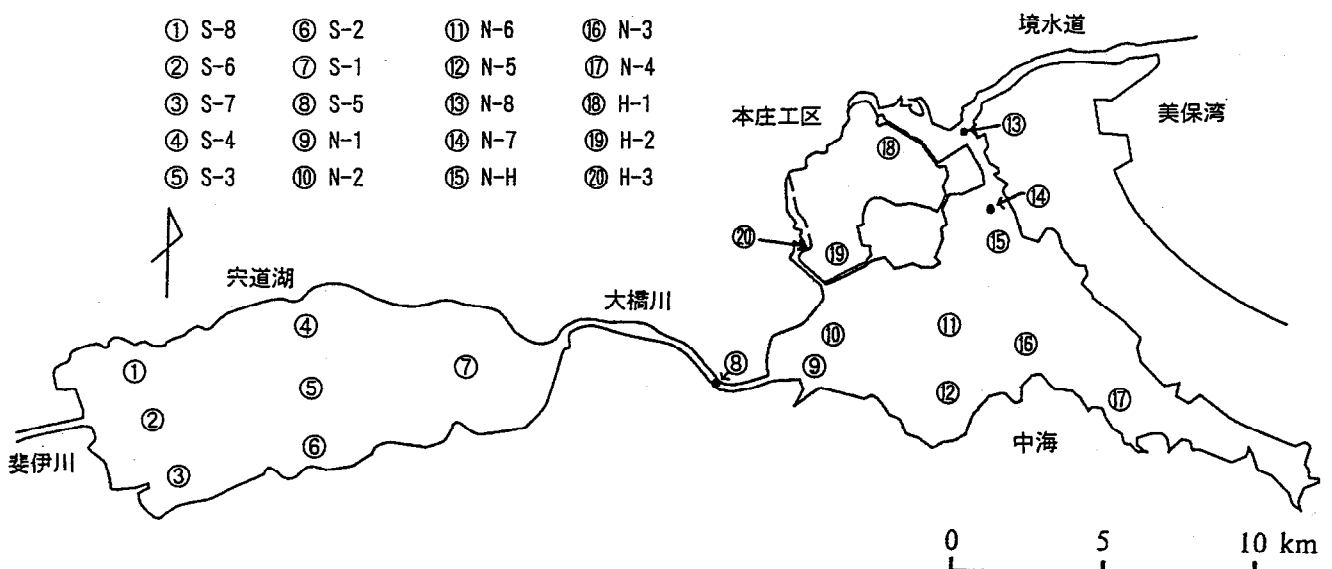 ① S-8 ⑥ S-2 ⑪ N-6 ⑯ N-3
② S-6 ⑦ S-1 ⑫ N-5 ⑰ N-4
③ S-7 ⑧ S-5 ⑬ N-8 ⑱ H-1
④ S-4 ⑨ N-1 ⑭ N-7 ⑲ H-2
⑤ S-3 ⑩ N-2 ⑮ N-H ⑳ H-3
境水道
本庄工区
美保湾
⑬
⑱
⑭
⑳
⑲
⑮
宍道湖
大橋川
④
⑩
⑪
⑯
①
⑤
⑦
⑧
⑨
⑫
⑰
②
⑥
中海
斐伊川
③
0 5 10 km